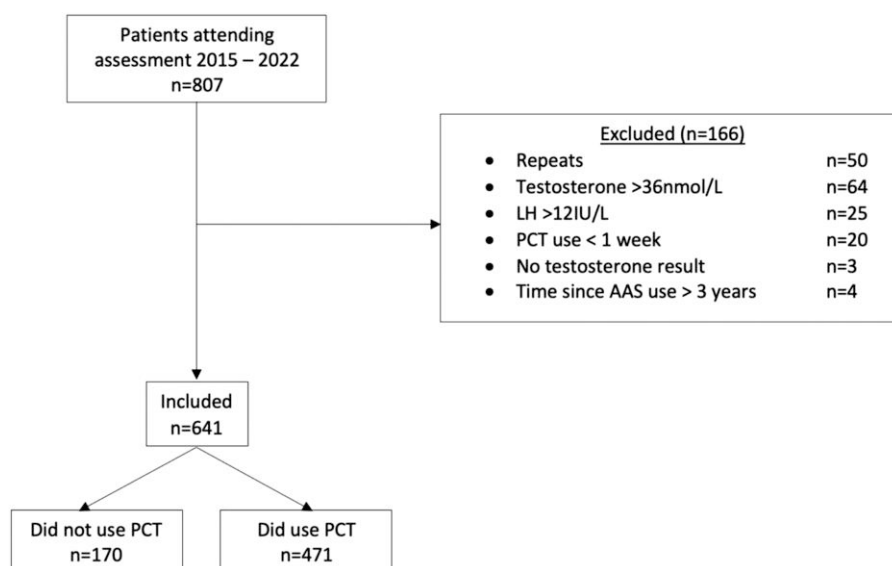 Patients attending
assessment 2015 – 2022
n=807
Excluded (n=166)
• Repeats n=50
• Testosterone >36nmol/L n=64
• LH >12IU/L n=25
• PCT use < 1 week n=20
• No testosterone result n=3
• Time since AAS use > 3 years n=4
Included
n=641
Did not use PCT
n=170
Did use PCT
n=471